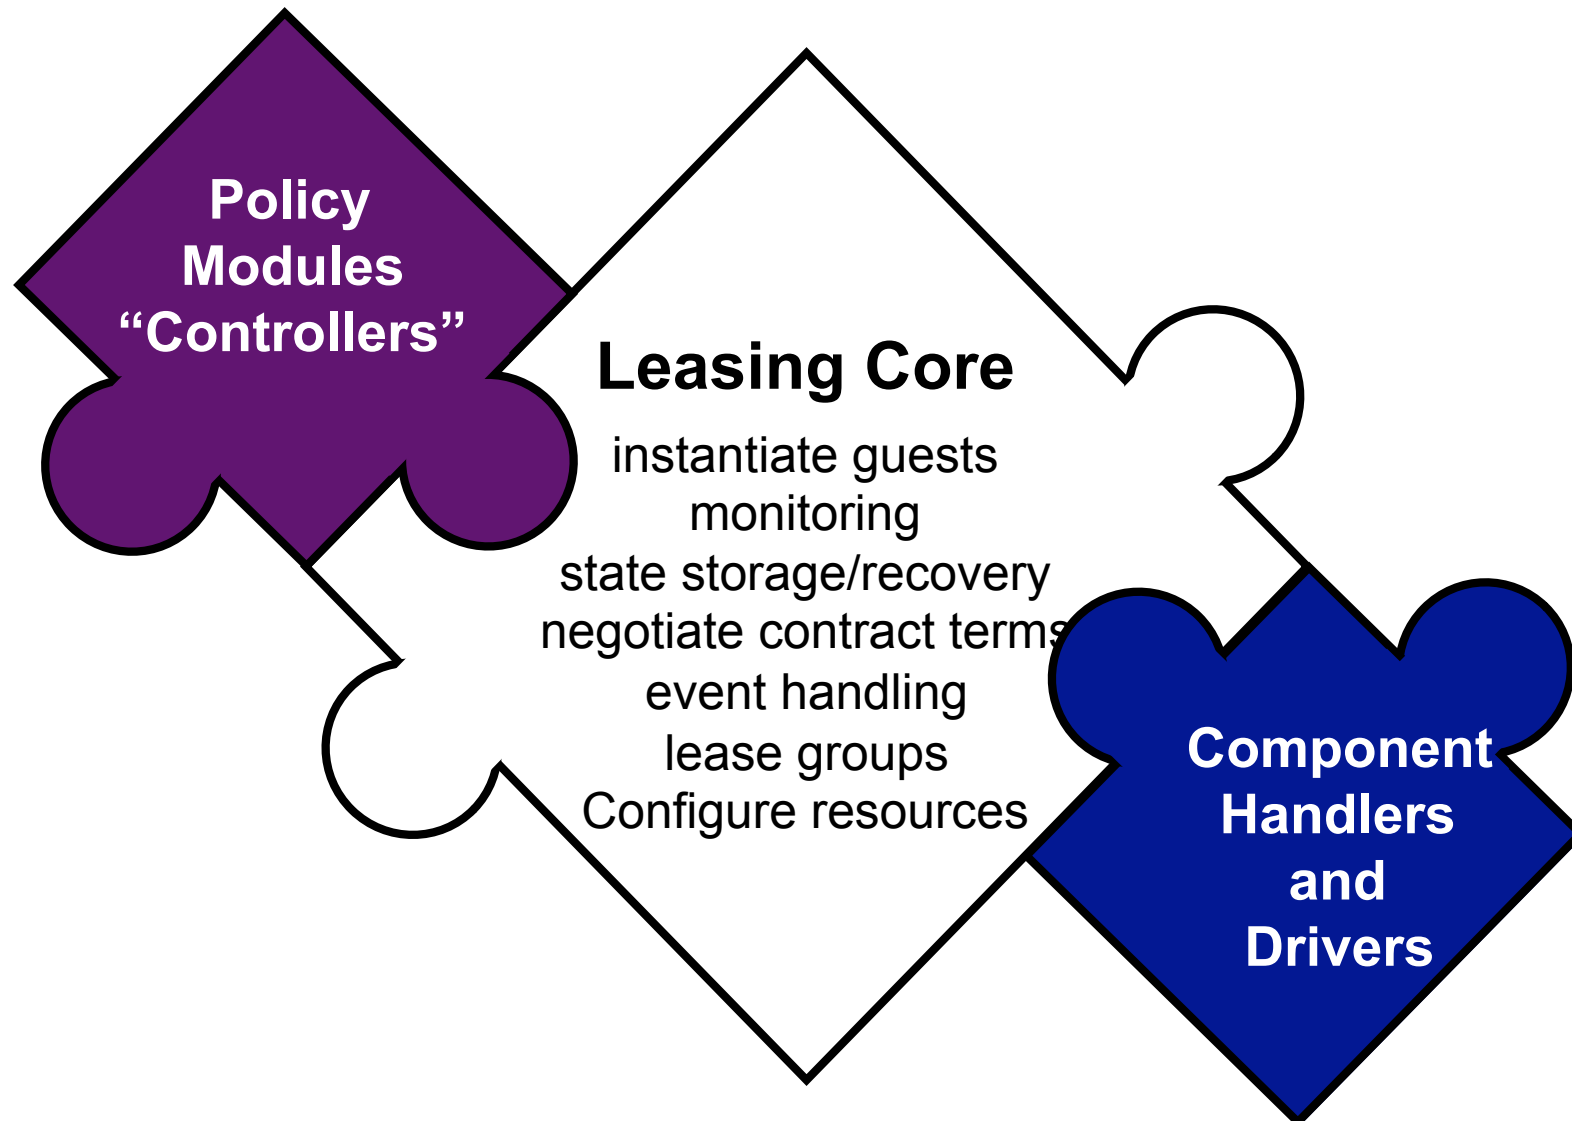 Policy
Modules
“Controllers”
Leasing Core
instantiate guests
monitoring
state storage/recovery
negotiate contract terms
event handling
lease groups
Configure resources
Component
Handlers
and
Drivers